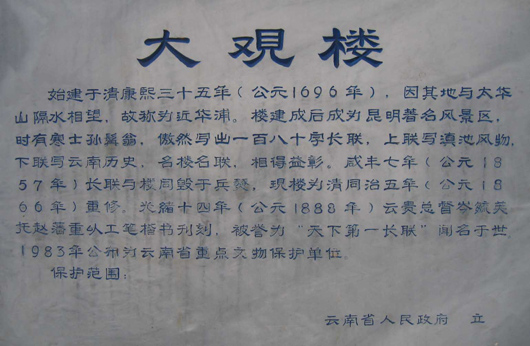 大观楼
始建于清康熙三十五年(公元1696年),因其地与太华
山隔水相望,故称为近华浦。楼建成后成为昆明著名风景区,
时有寒士孙髯翁,傲然写出一百八十字长联,上联写滇池风物,
下联写云南历史,名楼名联,相得益彰。咸丰七年(公元18
57年)长联与楼同毁于兵燹,现楼为清同治五年(公元18
66年)重修。光绪十四年(公元1888年)云贵总督岑毓英
托赵藩重以工笔楷书刊刻,被誉为“天下第一长联”闻名于世,
1983年公布为云南省重点文物保护单位。
保护范围:
云南省人民政府 立